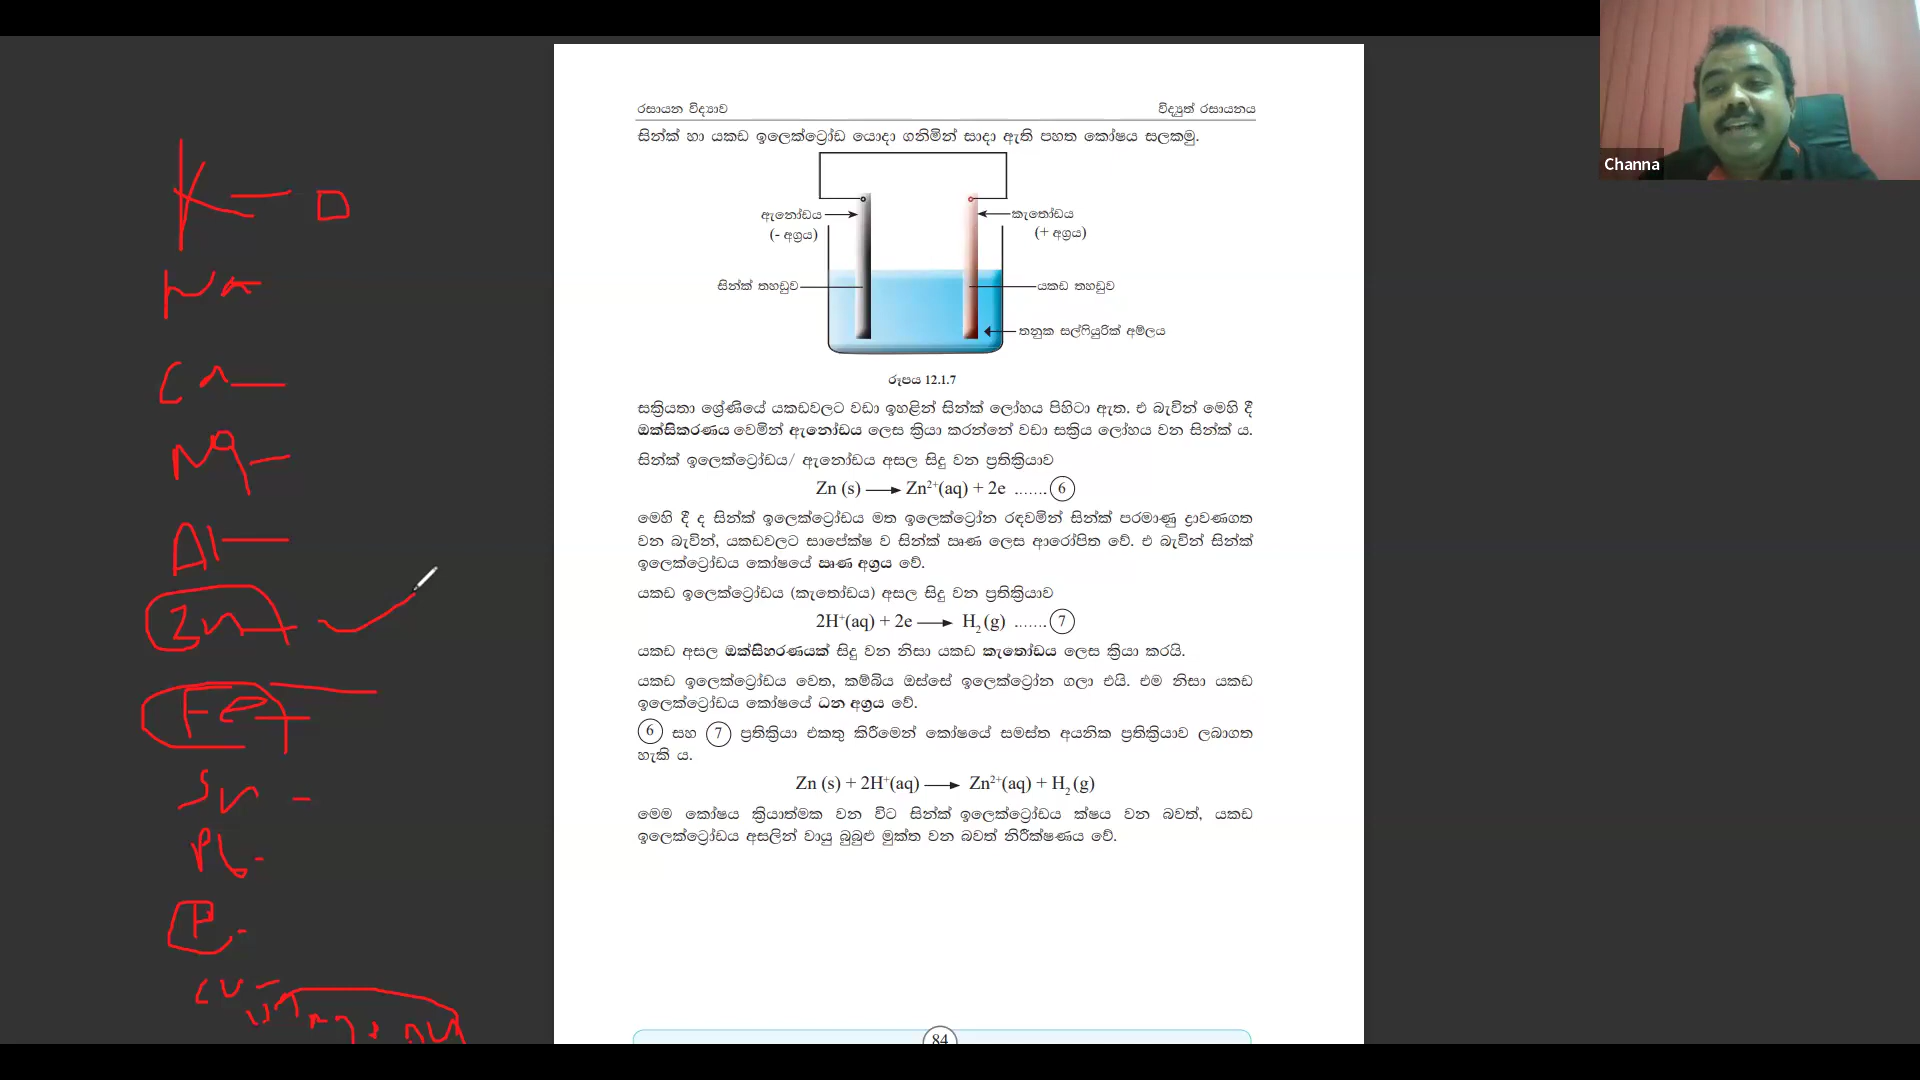 රසායන විද්‍යාව
විද්‍යුත් රසායනය
සින්ක් හා යකඩ ඉලෙක්ට්‍රෝඩ යොදා ගනිමින් සාදා ඇති පහත කෝෂය සලකමු.
ඇනෝඩය
(- අග්‍රය)
කැතෝඩය
(+ අග්‍රය)
සින්ක් තහඩුව
යකඩ තහඩුව
තනුක සල්ෆියුරික් අම්ලය
රූපය 12.1.7
සක්‍රියතා ශ්‍රේණියේ යකඩවලට වඩා ඉහළින් සින්ක් ලෝහය පිහිටා ඇත. එ බැවින් මෙහි දී
ඔක්සිකරණය වෙමින් ඇනෝඩය ලෙස ක්‍රියා කරන්නේ වඩා සක්‍රිය ලෝහය වන සින්ක් ය.
සින්ක් ඉලෙක්ට්‍රෝඩය/ ඇනෝඩය අසල සිදු වන ප්‍රතික්‍රියාව
Zn (s) ⟶ Zn²⁺(aq) + 2e ....... 6
මෙහි දී ද සින්ක් ඉලෙක්ට්‍රෝඩය මත ඉලෙක්ට්‍රෝන රඳවමින් සින්ක් පරමාණු ද්‍රාවණගත
වන බැවින්, යකඩවලට සාපේක්ෂ ව සින්ක් ඍණ ලෙස ආරෝපිත වේ. එ බැවින් සින්ක්
ඉලෙක්ට්‍රෝඩය කෝෂයේ ඍණ අග්‍රය වේ.
යකඩ ඉලෙක්ට්‍රෝඩය (කැතෝඩය) අසල සිදු වන ප්‍රතික්‍රියාව
2H⁺(aq) + 2e ⟶ H₂ (g) ....... 7
යකඩ අසල ඔක්සිහරණයක් සිදු වන නිසා යකඩ කැතෝඩය ලෙස ක්‍රියා කරයි.
යකඩ ඉලෙක්ට්‍රෝඩය වෙත, කම්බිය ඔස්සේ ඉලෙක්ට්‍රෝන ගලා එයි. එම නිසා යකඩ
ඉලෙක්ට්‍රෝඩය කෝෂයේ ධන අග්‍රය වේ.
6 සහ 7 ප්‍රතික්‍රියා එකතු කිරීමෙන් කෝෂයේ සමස්ත අයනික ප්‍රතික්‍රියාව ලබාගත
හැකි ය.
Zn (s) + 2H⁺(aq) ⟶ Zn²⁺(aq) + H₂ (g)
මෙම කෝෂය ක්‍රියාත්මක වන විට සින්ක් ඉලෙක්ට්‍රෝඩය ක්ෂය වන බවත්, යකඩ
ඉලෙක්ට්‍රෝඩය අසලින් වායු බුබුළු මුක්ත වන බවත් නිරීක්ෂණය වේ.
84
K
Na
Ca
Mg
Al
Zn
Fe
Sn
Pb
Cu
Channa